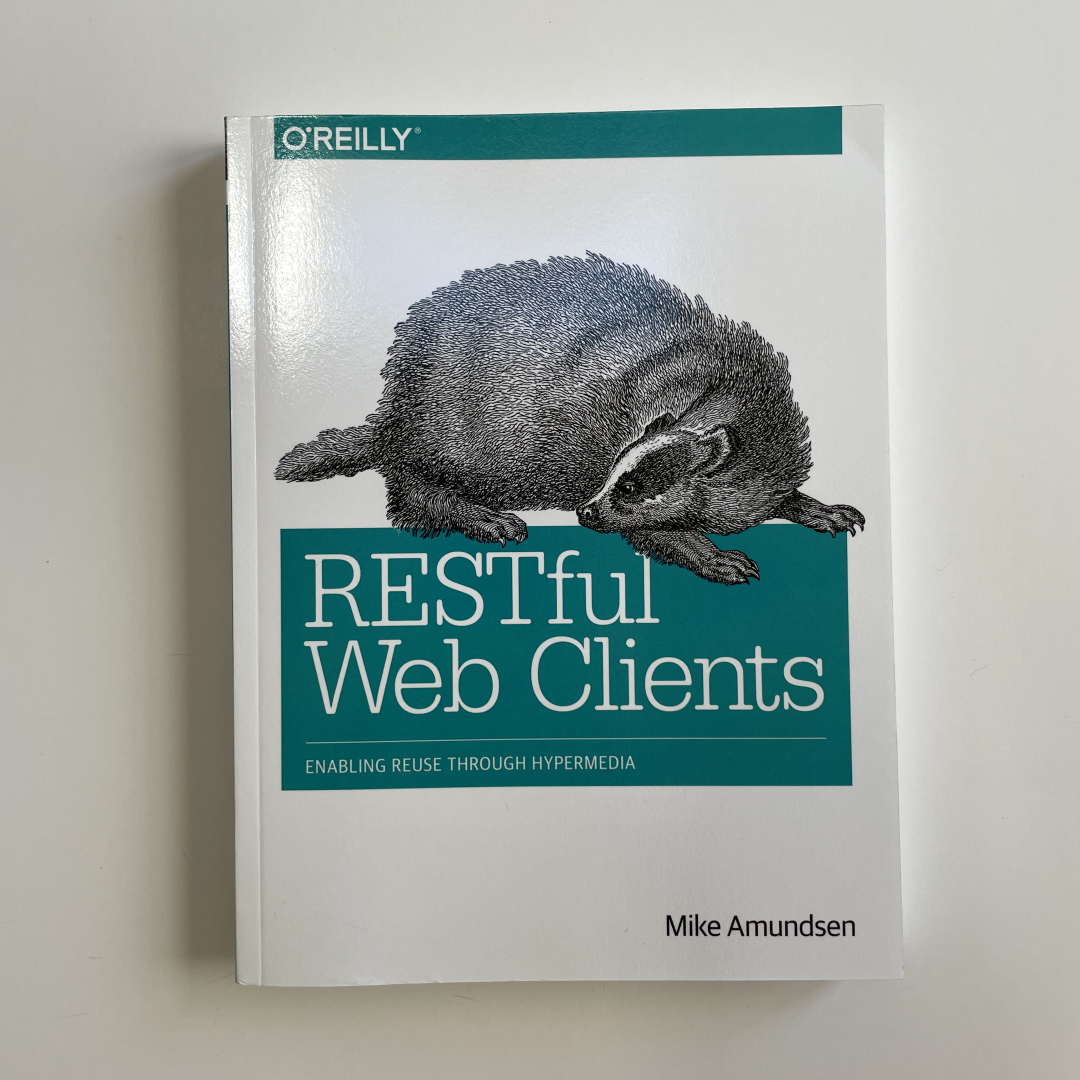 O'REILLY®
RESTful
Web Clients
ENABLING REUSE THROUGH HYPERMEDIA
Mike Amundsen